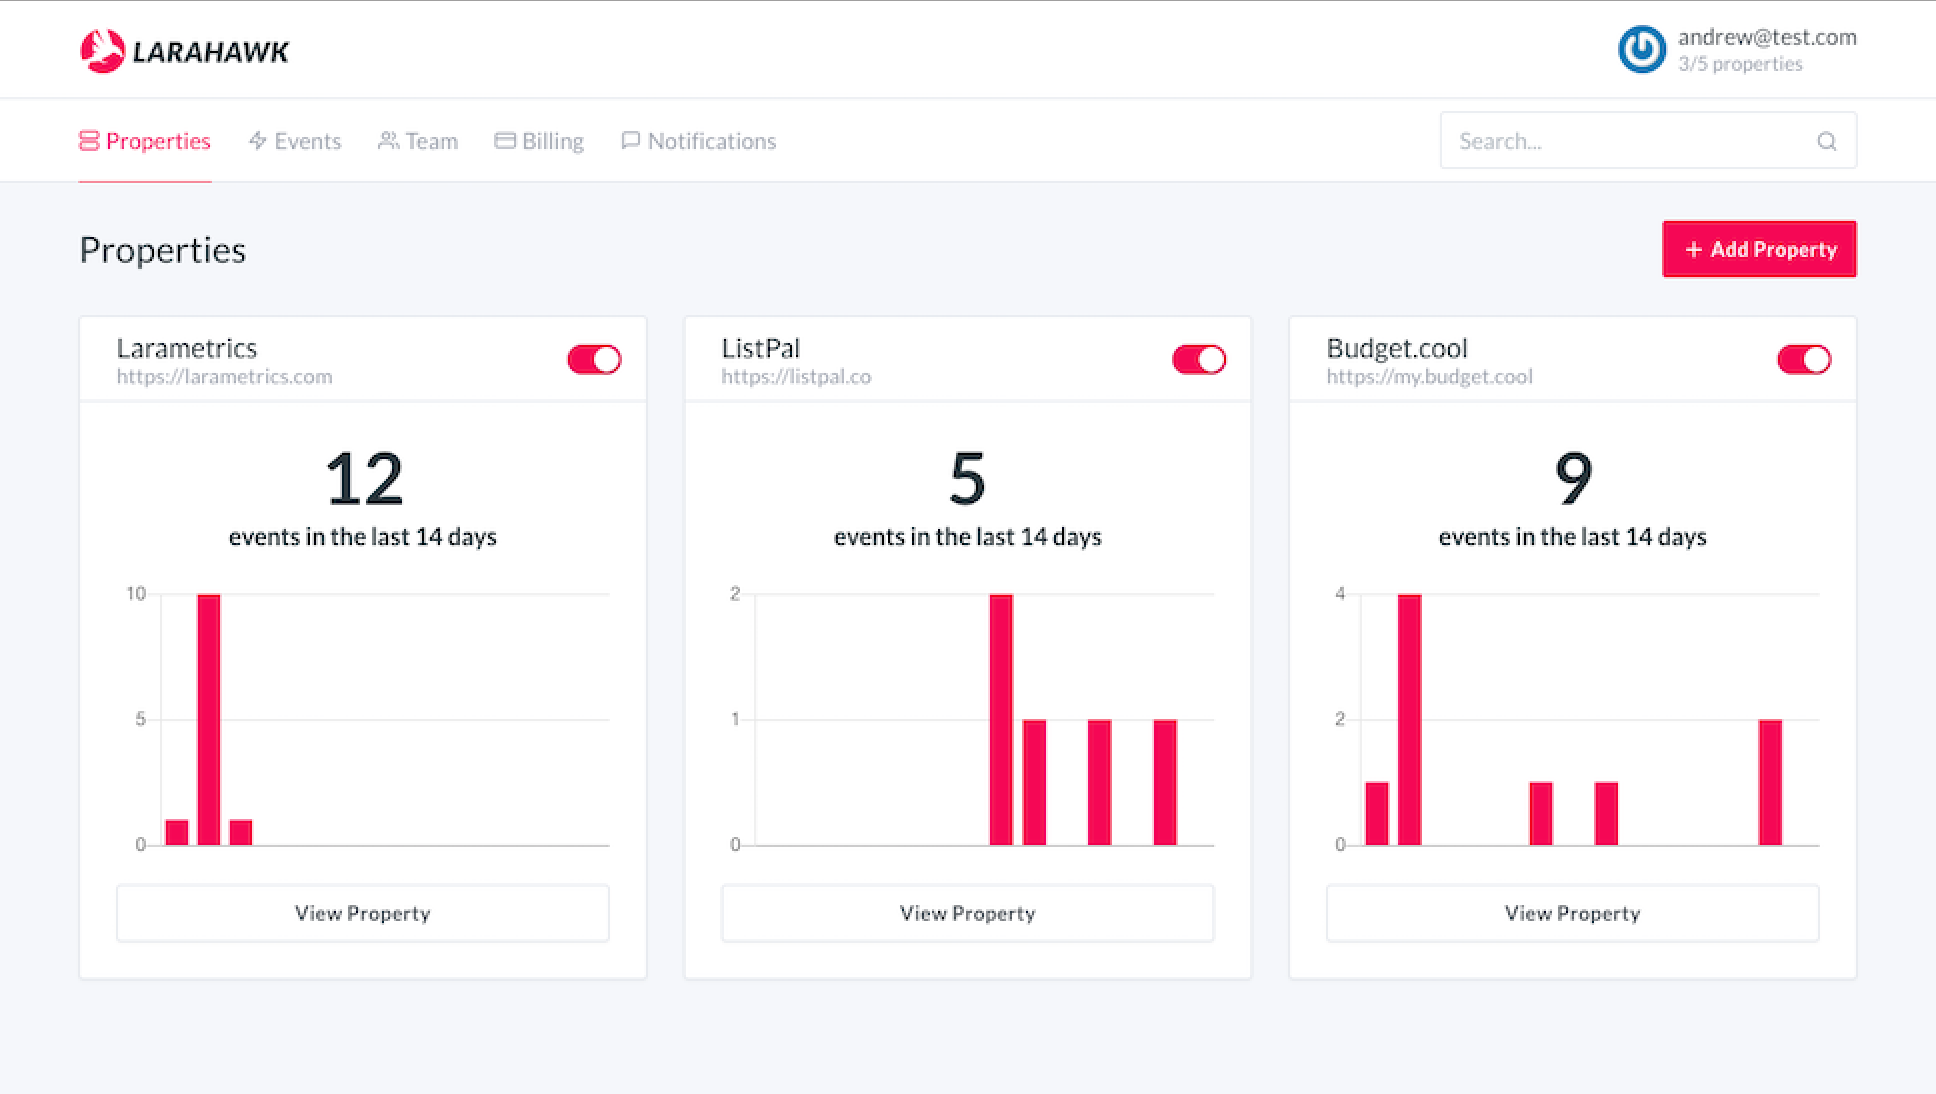 LARAHAWK
andrew@test.com
3/5 properties
Properties
Events
Team
Billing
Notifications
Search...
Properties
+ Add Property
Larametrics
https://larametrics.com
12
events in the last 14 days
10
5
0
View Property
ListPal
https://listpal.co
5
events in the last 14 days
2
1
0
View Property
Budget.cool
https://my.budget.cool
9
events in the last 14 days
4
2
0
View Property